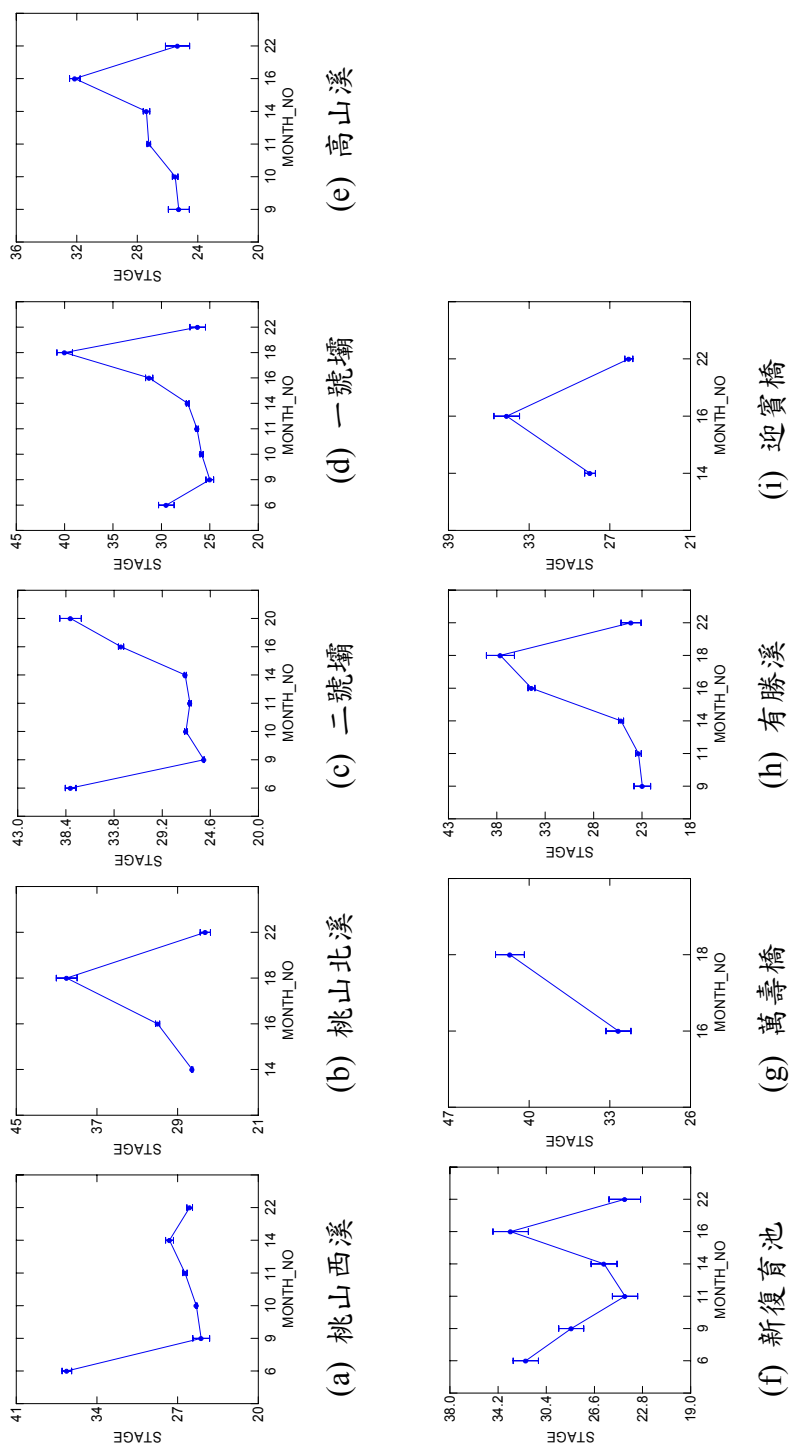 41
34
27
20
STAGE
6 9 10 11 14 22
MONTH_NO
(a) 桃山西溪
45
37
29
21
STAGE
14 16 18 22
MONTH_NO
(b) 桃山北溪
43.0
38.4
33.8
29.2
24.6
20.0
STAGE
6 9 10 11 14 16 20
MONTH_NO
(c) 二號壩
45
40
35
30
25
20
STAGE
6 9 10 11 14 16 18 22
MONTH_NO
(d) 一號壩
36
32
28
24
20
STAGE
9 10 11 14 16 22
MONTH_NO
(e) 高山溪
38.0
34.2
30.4
26.6
22.8
19.0
STAGE
6 9 11 14 16 22
MONTH_NO
(f) 新復育池
47
40
33
26
STAGE
16 18
MONTH_NO
(g) 萬壽橋
43
38
33
28
23
18
STAGE
9 11 14 16 18 22
MONTH_NO
(h) 有勝溪
39
33
27
21
STAGE
14 16 22
MONTH_NO
(i) 迎賓橋